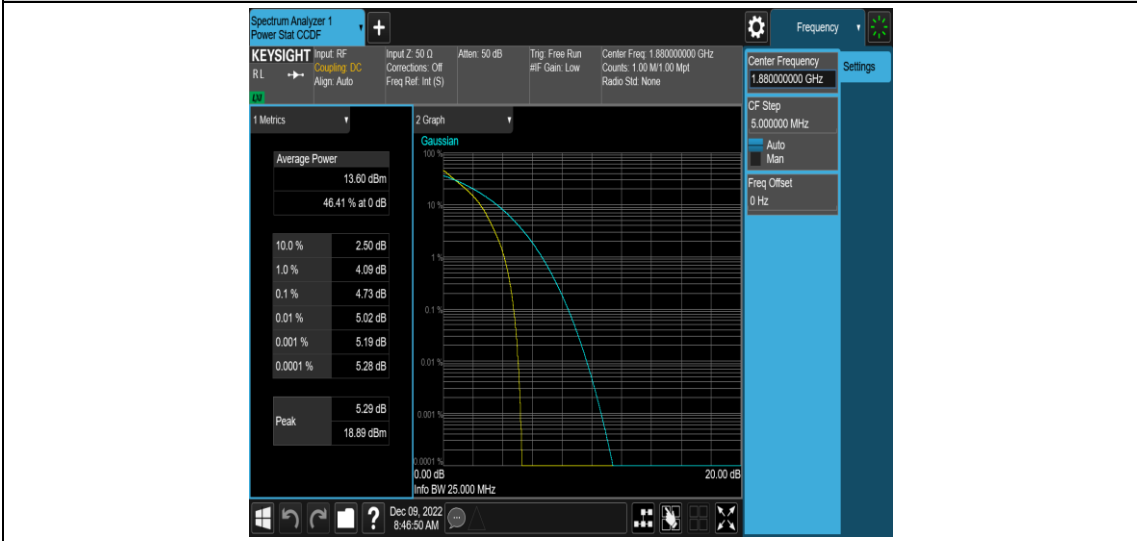 Spectrum Analyzer 1
Power Stat CCDF
+
Frequency
KEYSIGHT
RL
LXI
Input: RF
Coupling: DC
Align: Auto
Input Z: 50 Ω
Corrections: Off
Freq Ref: Int (S)
Atten: 50 dB
Trig: Free Run
#IF Gain: Low
Center Freq: 1.880000000 GHz
Counts: 1.00 M/1.00 Mpt
Radio Std: None
Center Frequency
1.880000000 GHz
Settings
CF Step
5.000000 MHz
Auto
Man
Freq Offset
0 Hz
1 Metrics
Average Power
13.60 dBm
46.41 % at 0 dB
10.0 % 2.50 dB
1.0 % 4.09 dB
0.1 % 4.73 dB
0.01 % 5.02 dB
0.001 % 5.19 dB
0.0001 % 5.28 dB
Peak
5.29 dB
18.89 dBm
2 Graph
Gaussian
100 %
10 %
1 %
0.1 %
0.01 %
0.001 %
0.0001 %
0.00 dB 20.00 dB
Info BW 25.000 MHz
?
Dec 09, 2022
8:46:50 AM